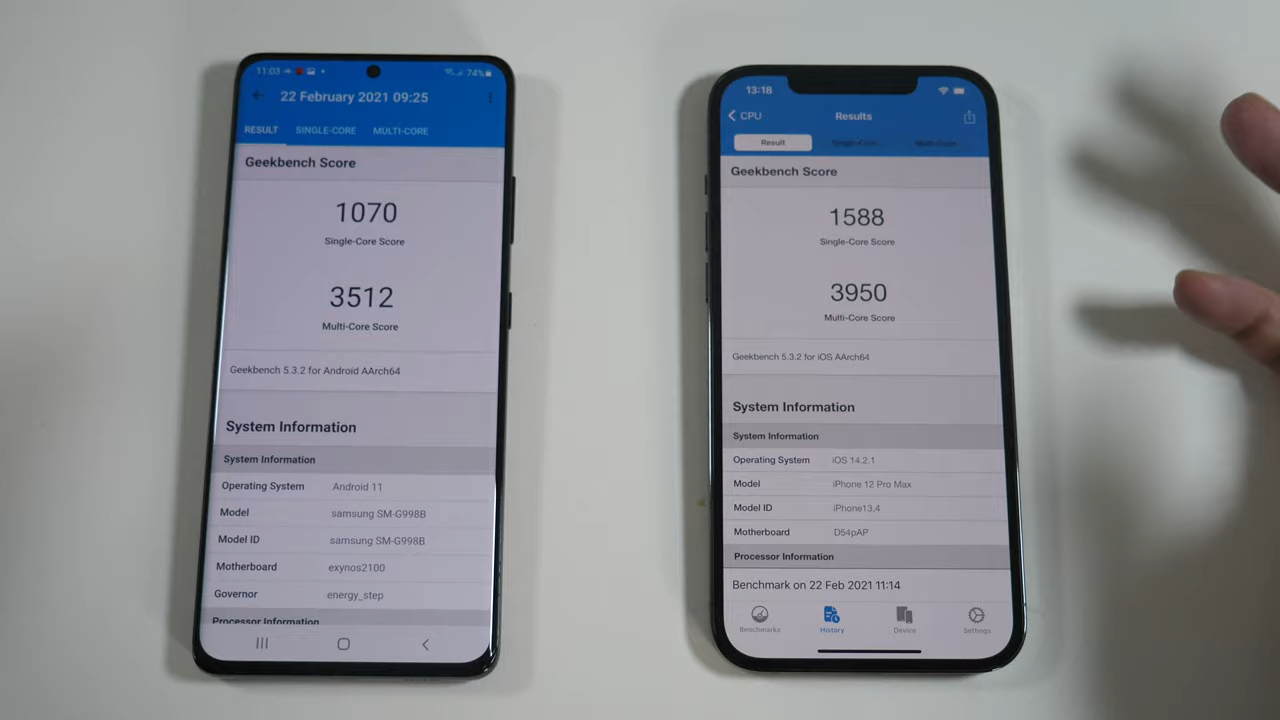 11:03
74%
22 February 2021 09:25
RESULT SINGLE-CORE MULTI-CORE
Geekbench Score
1070
Single-Core Score
3512
Multi-Core Score
Geekbench 5.3.2 for Android AArch64
System Information
System Information
Operating System Android 11
Model samsung SM-G998B
Model ID samsung SM-G998B
Motherboard exynos2100
Governor energy_step
Processor Information
13:18
CPU Results
Result Single-Core... Multi-Core
Geekbench Score
1588
Single-Core Score
3950
Multi-Core Score
Geekbench 5.3.2 for iOS AArch64
System Information
System Information
Operating System iOS 14.2.1
Model iPhone 12 Pro Max
Model ID iPhone13,4
Motherboard D54pAP
Processor Information
Benchmark on 22 Feb 2021 11:14
Benchmarks History Device Settings